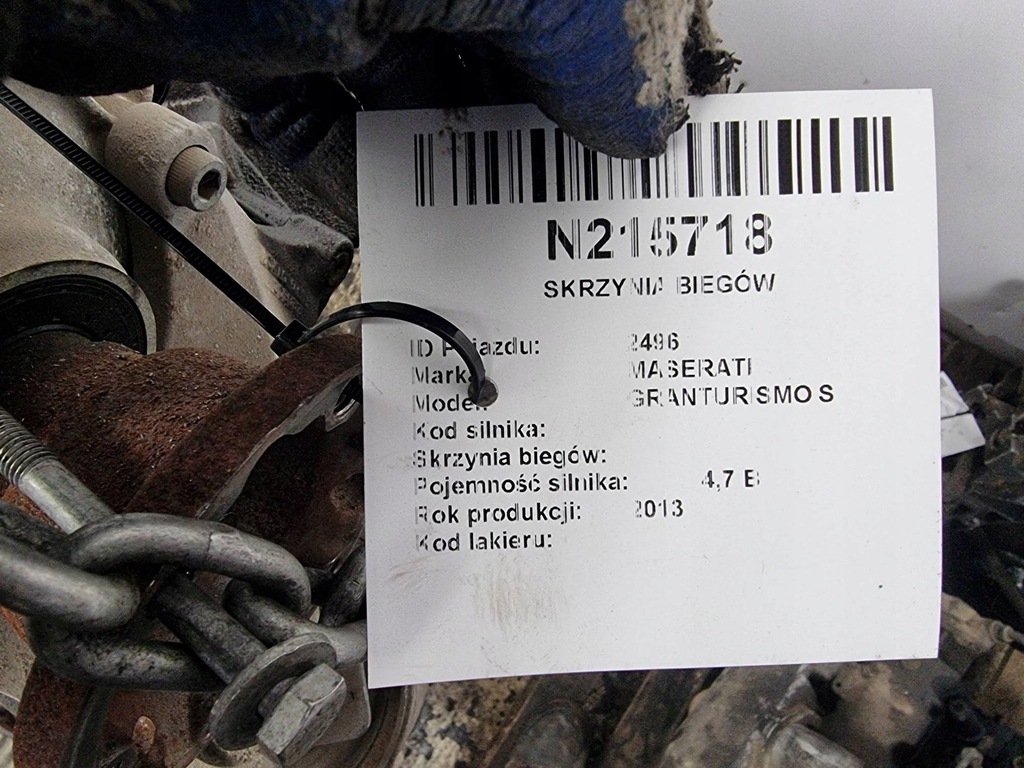 N215718
SKRZYNIA BIEGÓW
ID Pojazdu: 2496
Marka MASERATI
Model: GRANTURISMO S
Kod silnika:
Skrzynia biegów:
Pojemność silnika: 4,7 B
Rok produkcji: 2013
Kod lakieru: